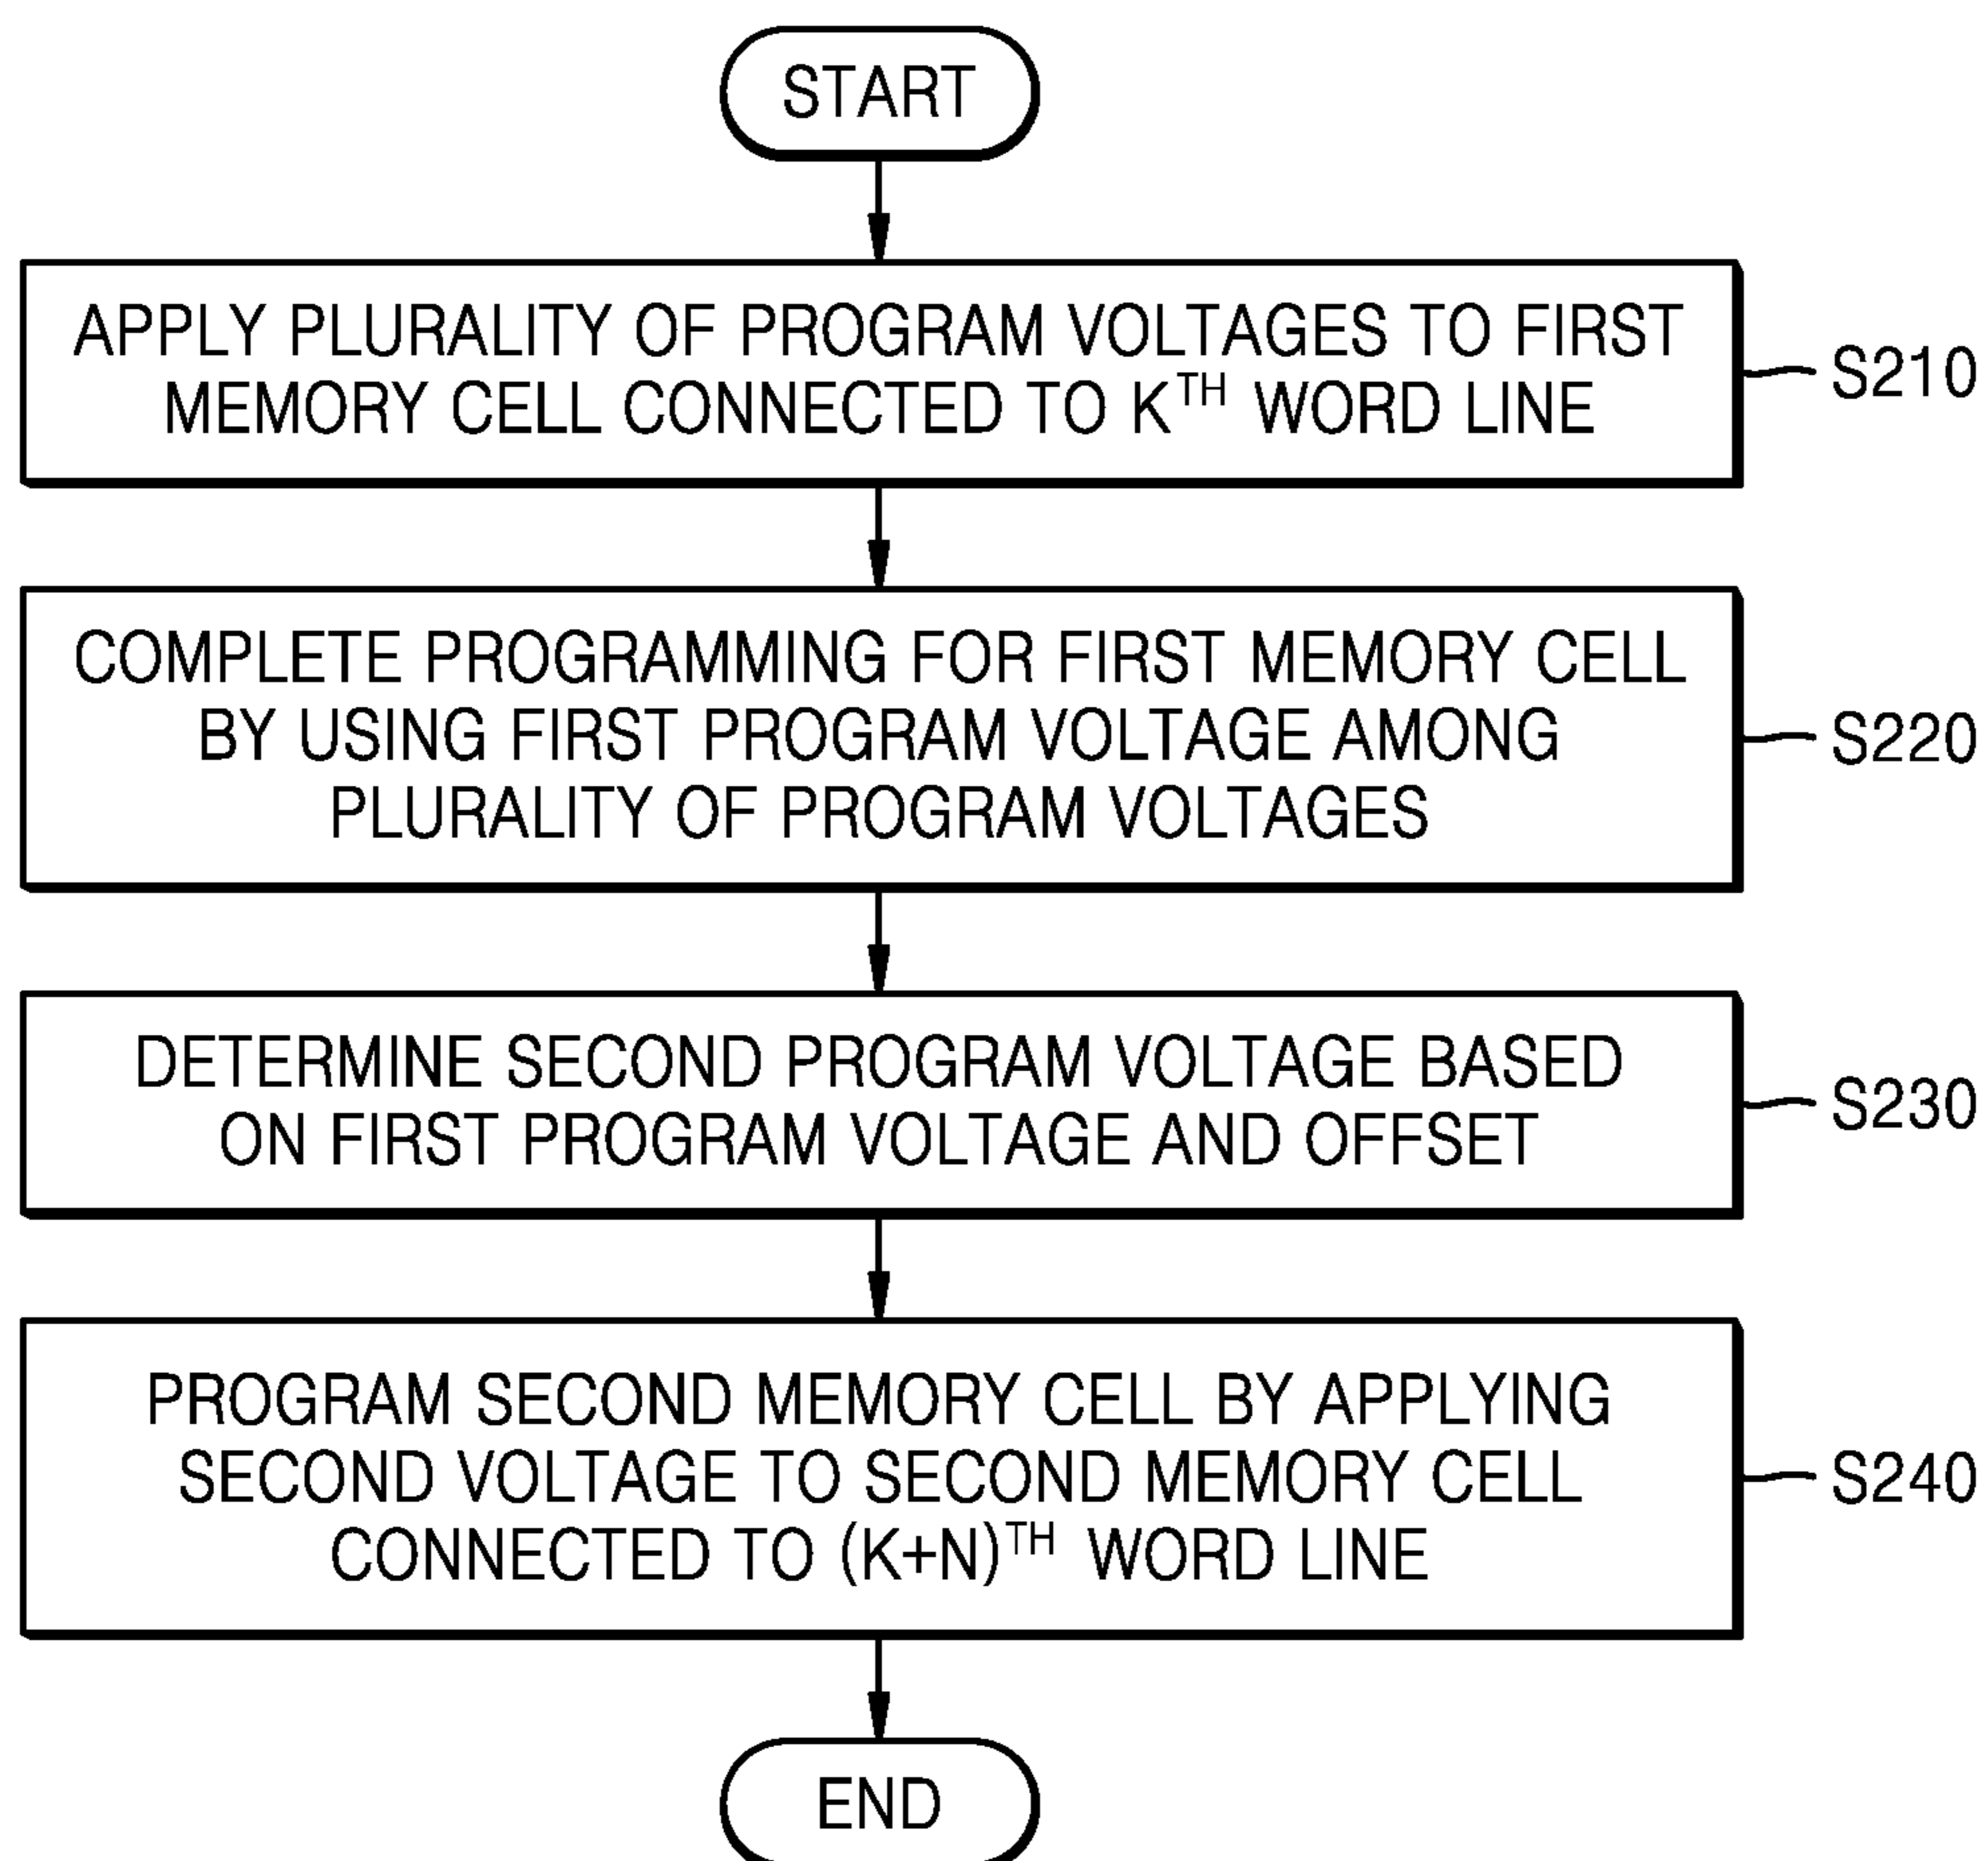 START
APPLY PLURALITY OF PROGRAM VOLTAGES TO FIRST
MEMORY CELL CONNECTED TO K^TH WORD LINE
S210
COMPLETE PROGRAMMING FOR FIRST MEMORY CELL
BY USING FIRST PROGRAM VOLTAGE AMONG
PLURALITY OF PROGRAM VOLTAGES
S220
DETERMINE SECOND PROGRAM VOLTAGE BASED
ON FIRST PROGRAM VOLTAGE AND OFFSET
S230
PROGRAM SECOND MEMORY CELL BY APPLYING
SECOND VOLTAGE TO SECOND MEMORY CELL
CONNECTED TO (K+N)^TH WORD LINE
S240
END